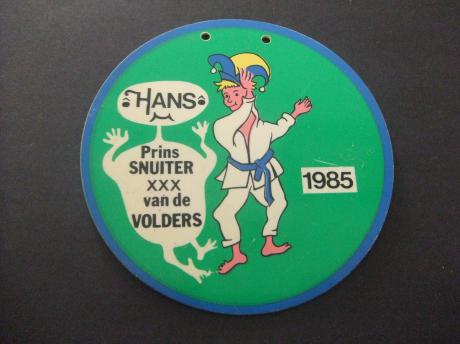 HANS
Prins
SNUITER
XXX
van de
VOLDERS
1985